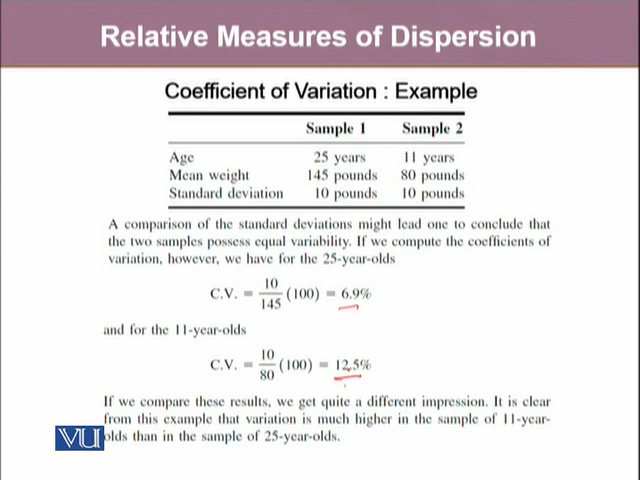 Relative Measures of Dispersion
Coefficient of Variation : Example
Sample 1 Sample 2
Age 25 years 11 years
Mean weight 145 pounds 80 pounds
Standard deviation 10 pounds 10 pounds
A comparison of the standard deviations might lead one to conclude that
the two samples possess equal variability. If we compute the coefficients of
variation, however, we have for the 25-year-olds
C.V. = 10/145 (100) = 6.9%
and for the 11-year-olds
C.V. = 10/80 (100) = 12.5%
If we compare these results, we get quite a different impression. It is clear
from this example that variation is much higher in the sample of 11-year-
olds than in the sample of 25-year-olds.
VU